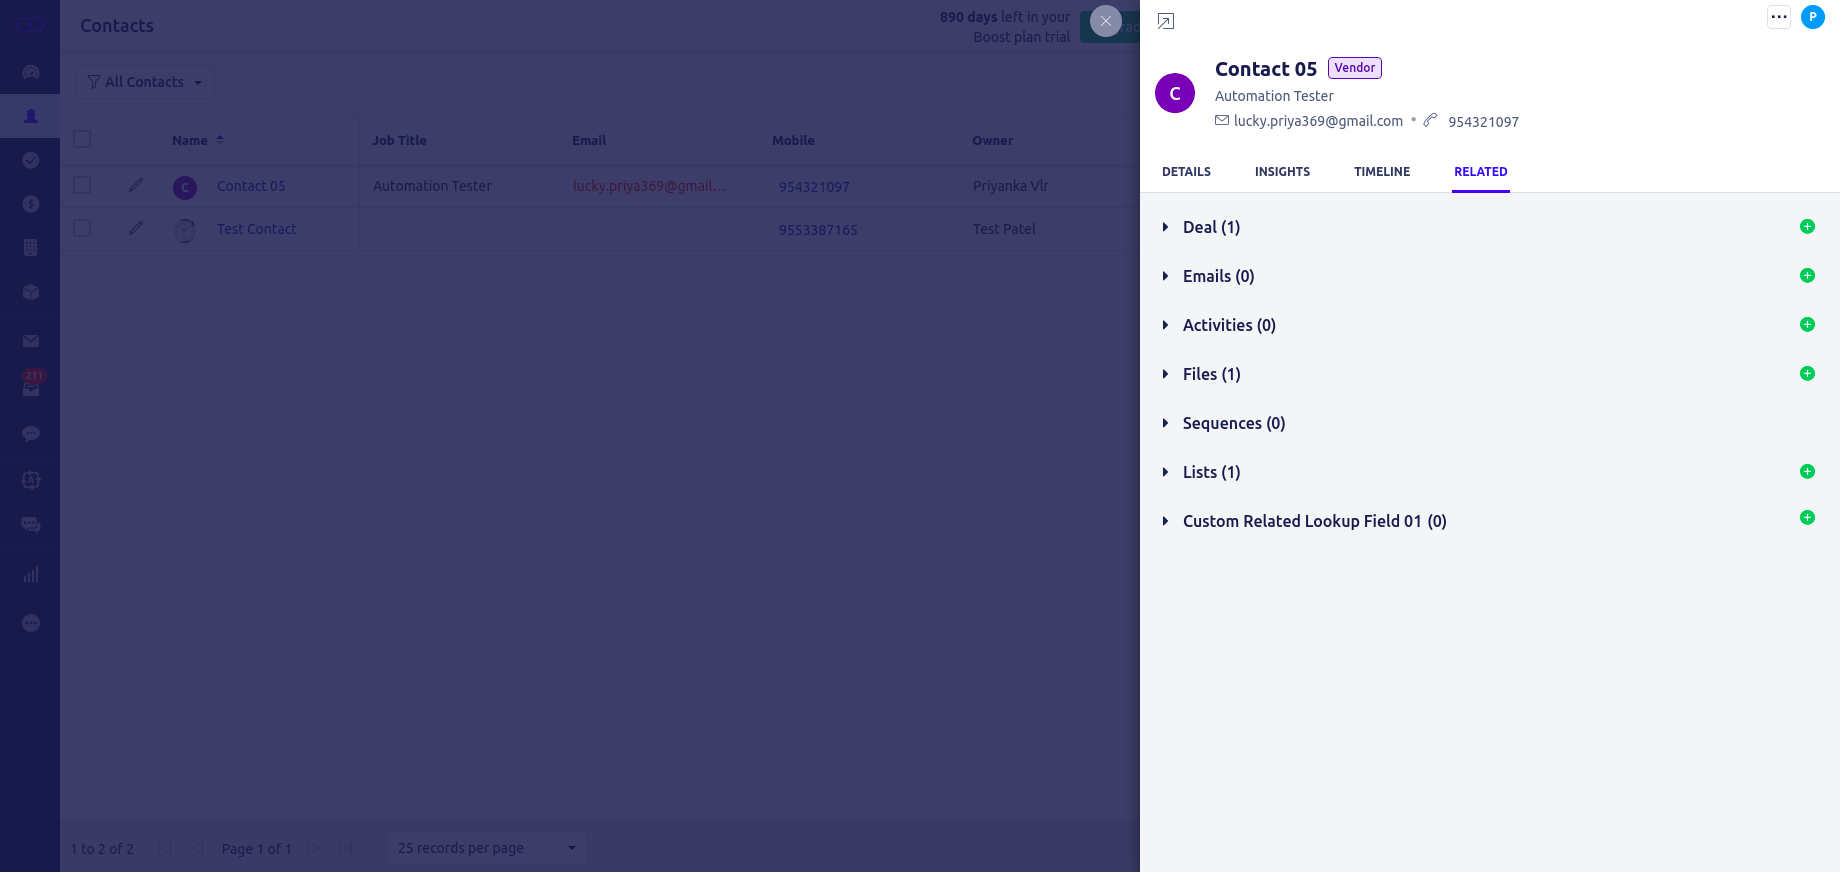 Contacts
890 days left in your
Boost plan trial
All Contacts
Name
Job Title
Email
Mobile
Owner
C
Contact 05
Automation Tester
lucky.priya369@gmail...
954321097
Priyanka Vlr
Test Contact
9553387165
Test Patel
211
1 to 2 of 2
Page 1 of 1
25 records per page
P
C
Contact 05
Vendor
Automation Tester
lucky.priya369@gmail.com
954321097
DETAILS
INSIGHTS
TIMELINE
RELATED
Deal (1)
Emails (0)
Activities (0)
Files (1)
Sequences (0)
Lists (1)
Custom Related Lookup Field 01 (0)